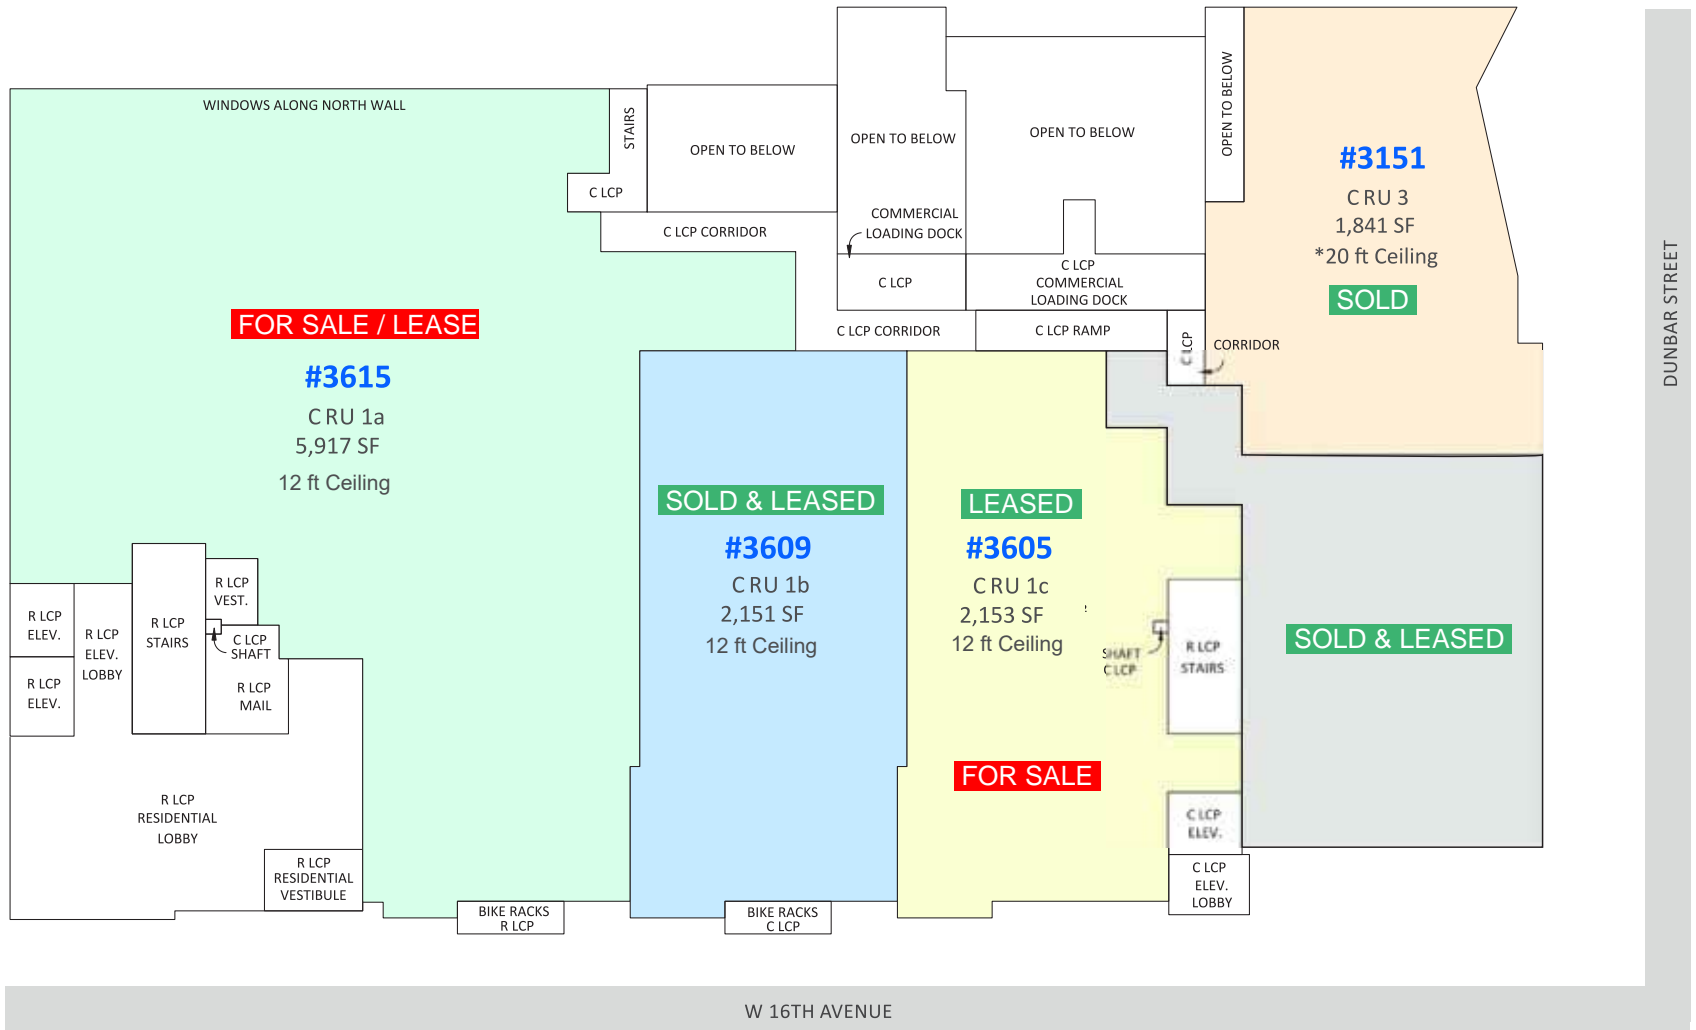 WINDOWS ALONG NORTH WALL
STAIRS
C LCP
OPEN TO BELOW
C LCP CORRIDOR
OPEN TO BELOW
COMMERCIAL
LOADING DOCK
C LCP
C LCP CORRIDOR
OPEN TO BELOW
C LCP
COMMERCIAL
LOADING DOCK
C LCP RAMP
OPEN TO BELOW
C LCP
CORRIDOR
#3151
CRU 3
1,841 SF
*20 ft Ceiling
SOLD
DUNBAR STREET
FOR SALE / LEASE
#3615
CRU 1a
5,917 SF
12 ft Ceiling
SOLD & LEASED
#3609
CRU 1b
2,151 SF
12 ft Ceiling
LEASED
#3605
CRU 1c
2,153 SF
12 ft Ceiling
FOR SALE
SHAFT
C LCP
R LCP
STAIRS
C LCP
ELEV.
C LCP
ELEV.
LOBBY
SOLD & LEASED
R LCP
ELEV.
R LCP
ELEV.
R LCP
ELEV.
LOBBY
R LCP
STAIRS
R LCP
VEST.
C LCP
SHAFT
R LCP
MAIL
R LCP
RESIDENTIAL
LOBBY
R LCP
RESIDENTIAL
VESTIBULE
BIKE RACKS
R LCP
BIKE RACKS
C LCP
W 16TH AVENUE